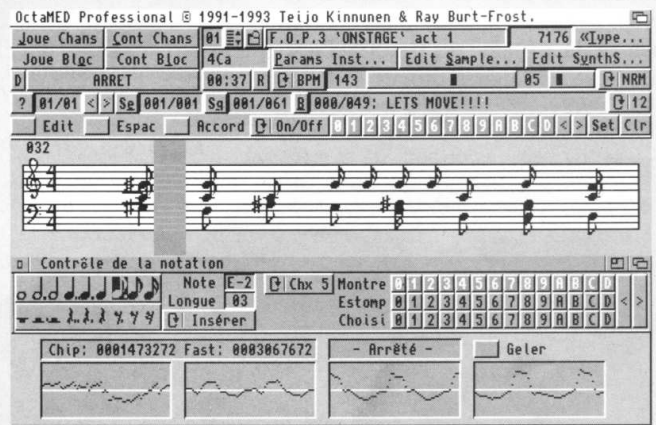 OctaMED Professional © 1991-1993 Teijo Kinnunen & Ray Burt-Frost.
Joue Chans Cont Chans 01 F.O.P.3 'ONSTAGE' act 1 7176 «Type...
Joue Bloc Cont Bloc 4Ca Params Inst... Edit Sample... Edit SynthS...
D ARRET 00:37 R BPM 143 05 NRM
? 01/01 < > Se 001/001 Sg 001/061 B 000/049: LETS MOVE!!!! 12
Edit Espac Accord On/Off 0 1 2 3 4 5 6 7 8 9 A B C D < > Set Clr
032
4 4
4 4
Contrôle de la notation
Note E-2 Chx 5 Montre 0 1 2 3 4 5 6 7 8 9 A B C D < >
Longue 03 Estomp 0 1 2 3 4 5 6 7 8 9 A B C D
Insérer Choisi 0 1 2 3 4 5 6 7 8 9 A B C D
Chip: 0001473272 Fast: 0003067672 - Arrêté - Geler